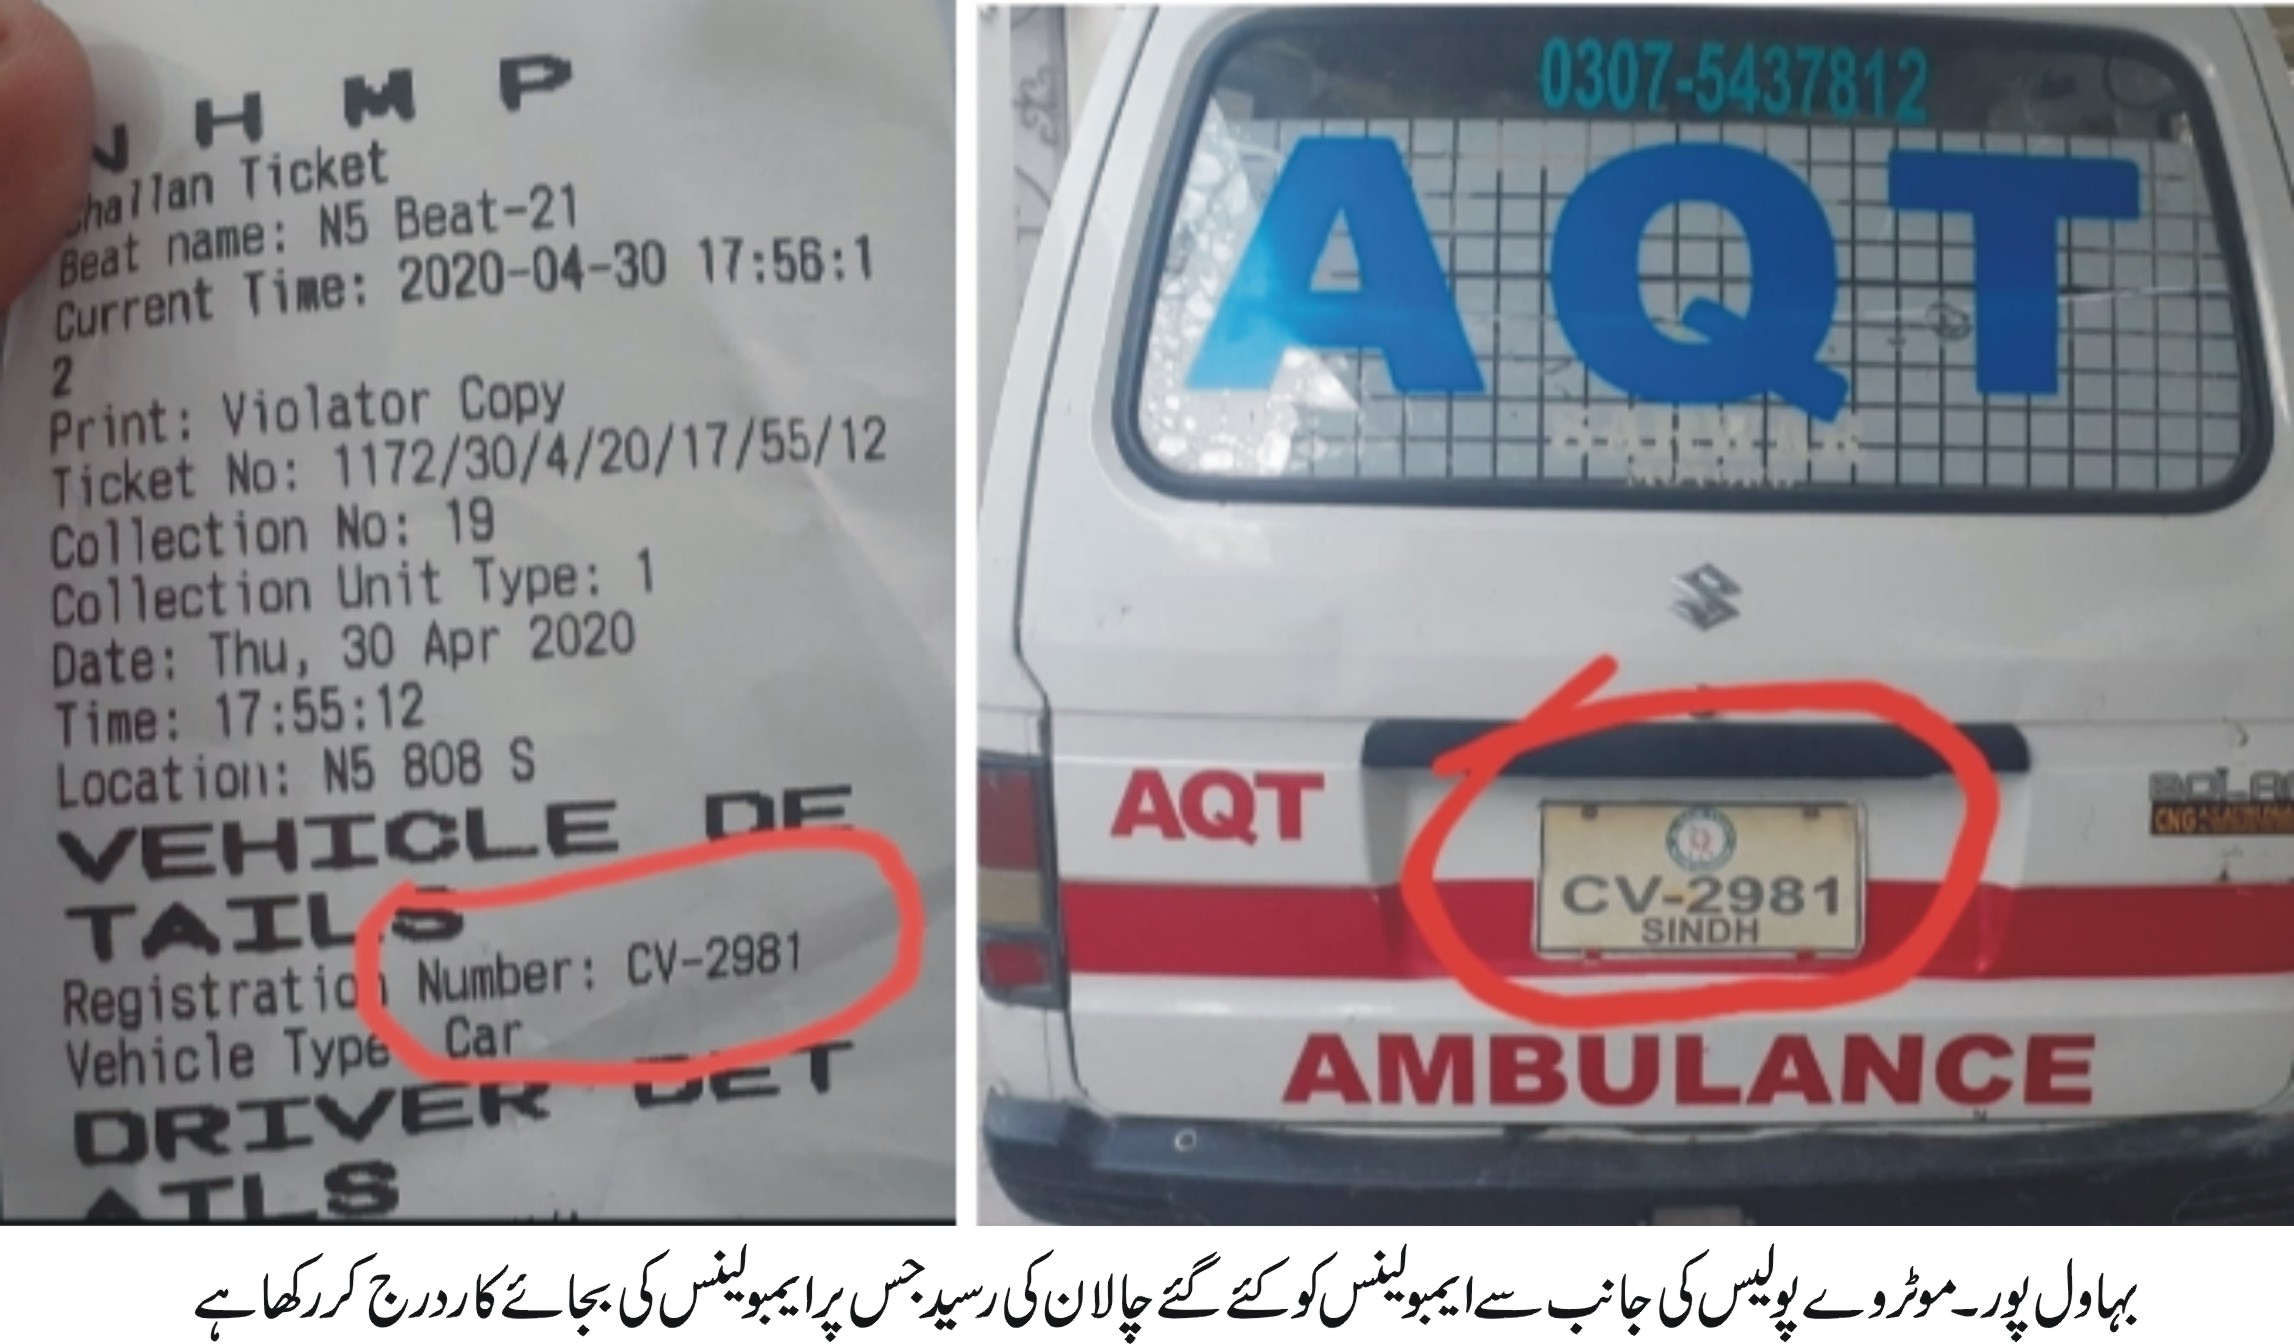 N H M P
Challan Ticket
Beat name: N5 Beat-21
Current Time: 2020-04-30 17:56:1
2
Print: Violator Copy
Ticket No: 1172/30/4/20/17/55/12
Collection No: 19
Collection Unit Type: 1
Date: Thu, 30 Apr 2020
Time: 17:55:12
Location: N5 808 S
VEHICLE DE
TAILS
Registration Number: CV-2981
Vehicle Type Car
DRIVER DET
AILS
0307-5437812
AQT
AQT
CV-2981
SINDH
CNG
AMBULANCE
بہاول پور۔موٹروے پولیس کی جانب سے ایمبولینس کو کئے گئے چالان کی رسید جس پر ایمبولینس کی بجائے کار درج کر رکھا ہے